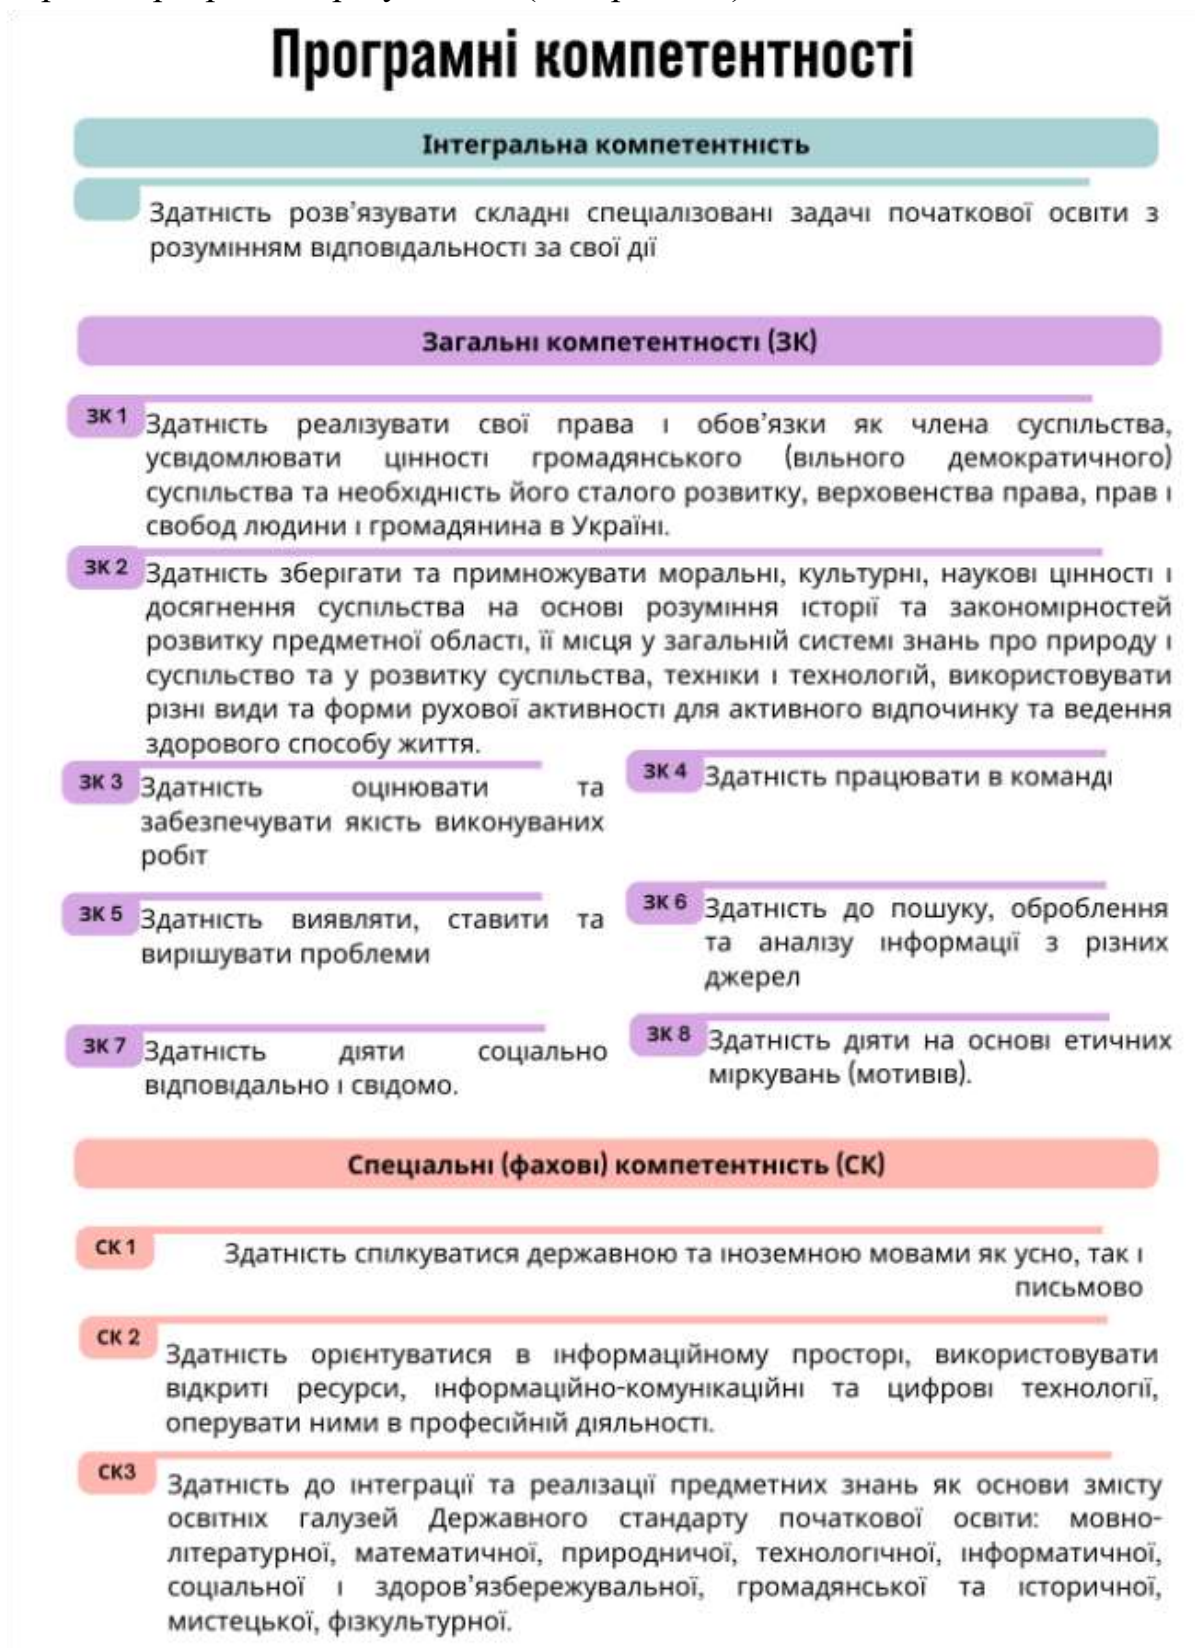 Програмні компетентності
Інтегральна компетентність
Здатність розв'язувати складні спеціалізовані задачі початкової освіти з
розумінням відповідальності за свої дії
Загальні компетентності (ЗК)
ЗК 1
Здатність реалізувати свої права і обов'язки як члена суспільства,
усвідомлювати цінності громадянського (вільного демократичного)
суспільства та необхідність його сталого розвитку, верховенства права, прав і
свобод людини і громадянина в Україні.
ЗК 2
Здатність зберігати та примножувати моральні, культурні, наукові цінності і
досягнення суспільства на основі розуміння історії та закономірностей
розвитку предметної області, її місця у загальній системі знань про природу і
суспільство та у розвитку суспільства, техніки і технологій, використовувати
різні види та форми рухової активності для активного відпочинку та ведення
здорового способу життя.
ЗК 3
Здатність оцінювати та
забезпечувати якість виконуваних
робіт
ЗК 4
Здатність працювати в команді
ЗК 5
Здатність виявляти, ставити та
вирішувати проблеми
ЗК 6
Здатність до пошуку, оброблення
та аналізу інформації з різних
джерел
ЗК 7
Здатність діяти соціально
відповідально і свідомо.
ЗК 8
Здатність діяти на основі етичних
міркувань (мотивів).
Спеціальні (фахові) компетентність (СК)
СК 1
Здатність спілкуватися державною та іноземною мовами як усно, так і
письмово
СК 2
Здатність орієнтуватися в інформаційному просторі, використовувати
відкриті ресурси, інформаційно-комунікаційні та цифрові технології,
оперувати ними в професійній діяльності.
СК3
Здатність до інтеграції та реалізації предметних знань як основи змісту
освітніх галузей Державного стандарту початкової освіти: мовно-
літературної, математичної, природничої, технологічної, інформатичної,
соціальної і здоров'язбережувальної, громадянської та історичної,
мистецької, фізкультурної.